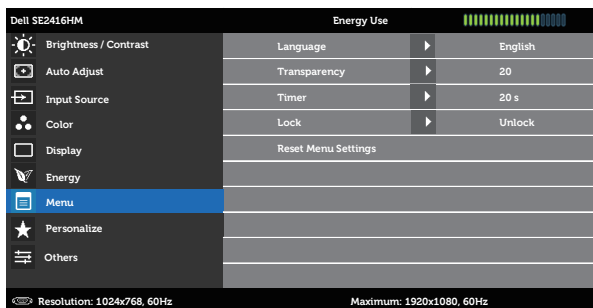 Dell SE2416HM Energy Use
Brightness / Contrast Language English
Auto Adjust Transparency 20
Input Source Timer 20 s
Color Lock Unlock
Display Reset Menu Settings
Energy
Menu
Personalize
Others
Resolution: 1024x768, 60Hz Maximum: 1920x1080, 60Hz